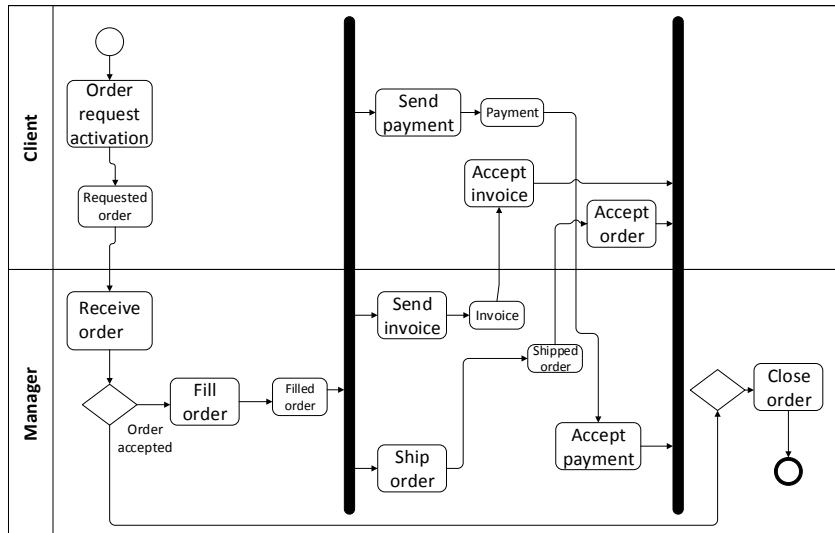 Client
Order
request
activation
Requested
order
Send
payment
Payment
Accept
invoice
Accept
order
Manager
Receive
order
Order
accepted
Fill
order
Filled
order
Send
invoice
Invoice
Shipped
order
Ship
order
Accept
payment
Close
order